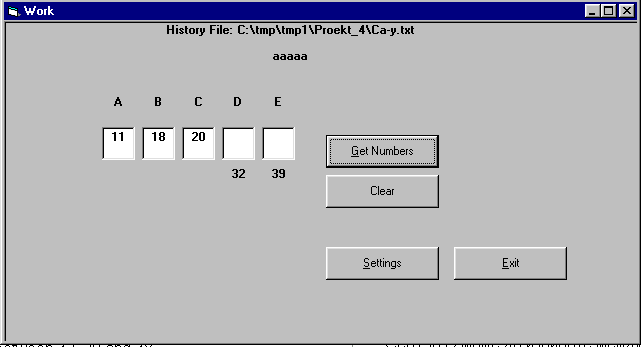 Work
History File: C:\tmp\tmp1\Proekt_4\Ca-y.txt
aaaaa
A B C D E
11 18 20
Get Numbers
32 39
Clear
Settings Exit